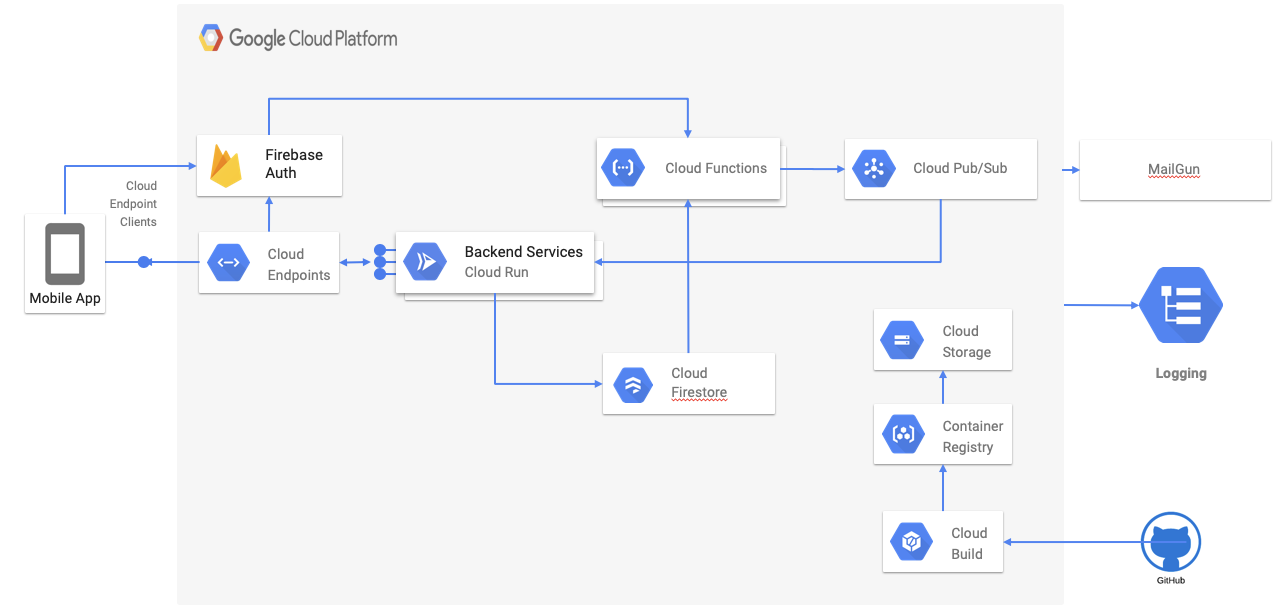 Google Cloud Platform
Firebase
Auth
Cloud Functions
Cloud Pub/Sub
MailGun
Cloud
Endpoint
Clients
Mobile App
Cloud
Endpoints
Backend Services
Cloud Run
Cloud
Storage
Logging
Cloud
Firestore
Container
Registry
Cloud
Build
GitHub